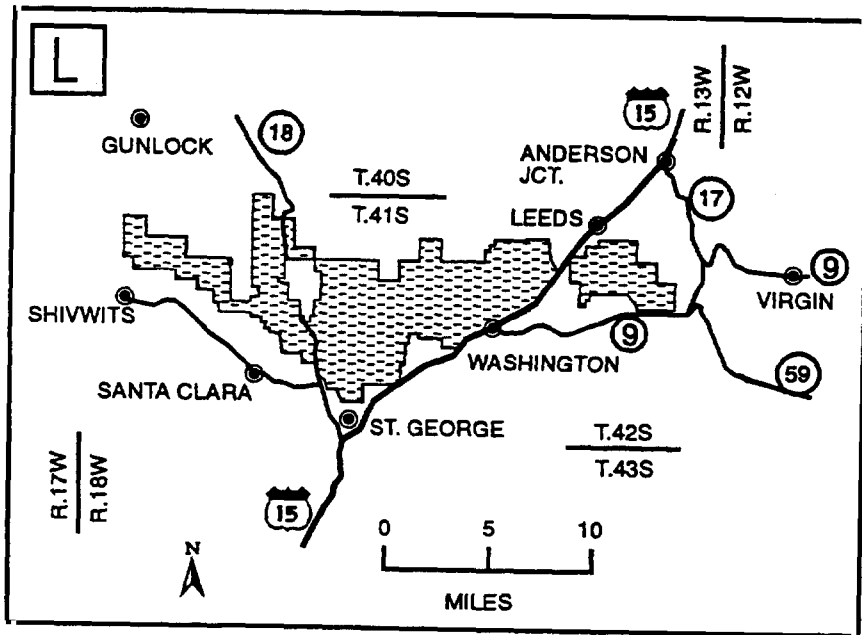 L
GUNLOCK
18
15
R.13W
R.12W
ANDERSON
JCT.
T.40S
T.41S
17
LEEDS
9
VIRGIN
SHIVWITS
WASHINGTON
9
59
SANTA CLARA
ST. GEORGE
T.42S
T.43S
R.17W
R.18W
15
N
0 5 10
MILES